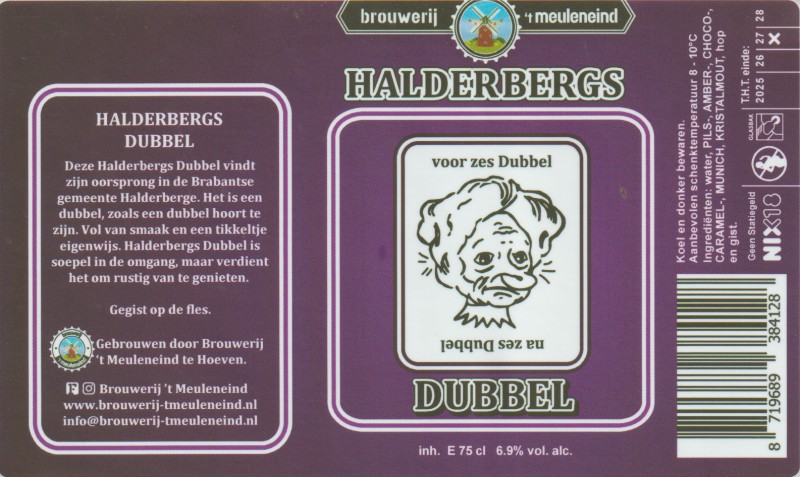 HALDERBERGS
DUBBEL
Deze Halderbergs Dubbel vindt
zijn oorsprong in de Brabantse
gemeente Halderberge. Het is een
dubbel, zoals een dubbel hoort te
zijn. Vol van smaak en een tikkeltje
eigenwijs. Halderbergs Dubbel is
soepel in de omgang, maar verdient
het om rustig van te genieten.
Gegist op de fles.
Gebrouwen door Brouwerij
't Meuleneind te Hoeven.
Brouwerij 't Meuleneind
www.brouwerij-tmeuleneind.nl
info@brouwerij-tmeuleneind.nl
brouwerij 't meuleneind
HALDERBERGS
voor zes Dubbel
na zes Dubbel
DUBBEL
inh. E 75 cl 6.9% vol. alc.
Koel en donker bewaren.
Aanbevolen schenktemperatuur 8 - 10°C
Ingrediënten: water, PILS-, AMBER-, CHOCO-,
CARAMEL-, MUNICH, KRISTALMOUT, hop
en gist.
Geen Statiegeld
NIX18
GLASBAK
T.H.T. einde:
2025 26 27 28
X
8 719689 384128